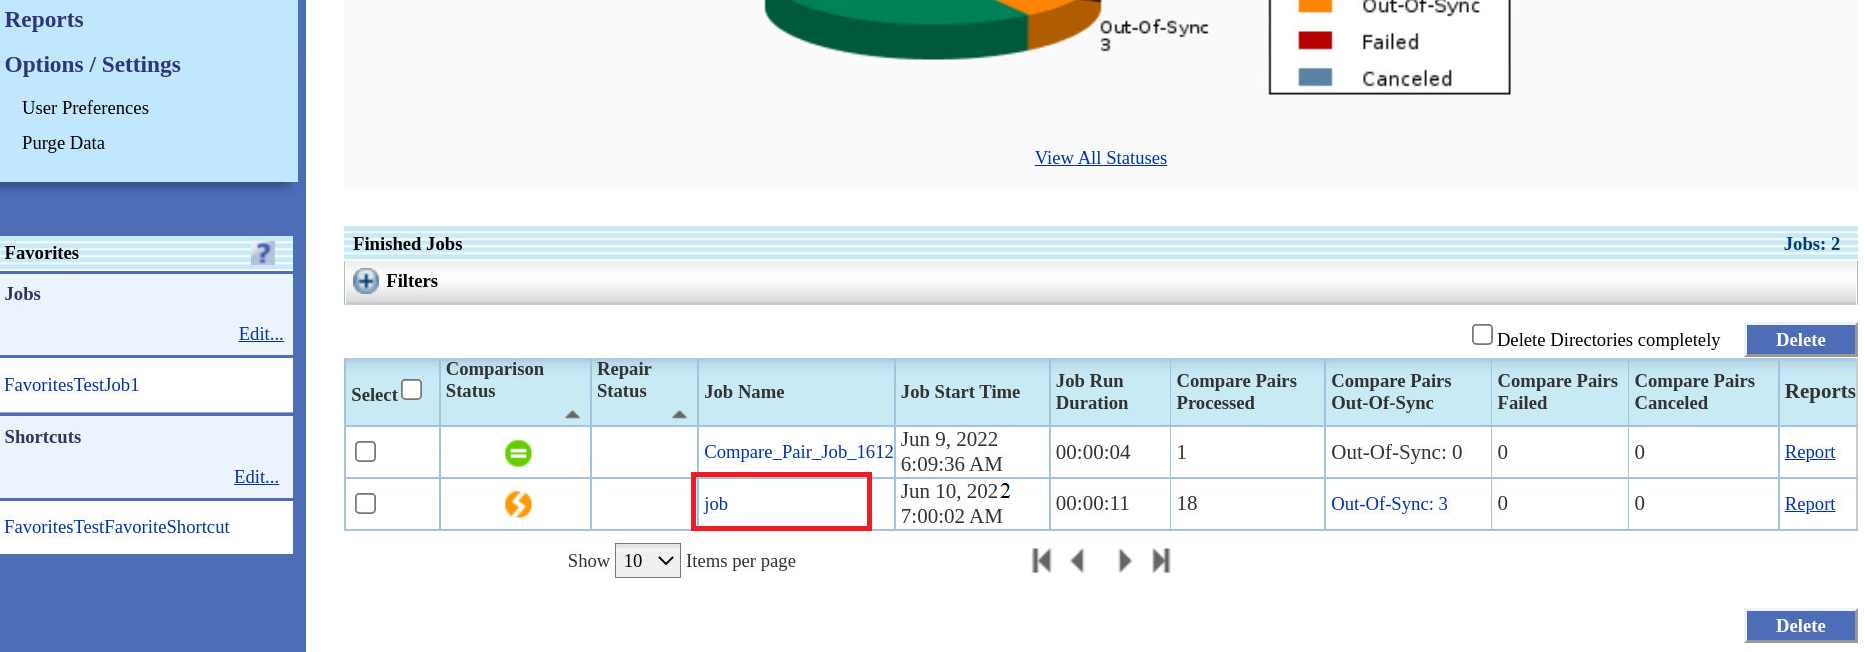 Reports
Options / Settings
User Preferences
Purge Data
Favorites
?
Jobs
Edit...
FavoritesTestJob1
Shortcuts
Edit...
FavoritesTestFavoriteShortcut
Out-Of-Sync
3
Out-Of-Sync
Failed
Canceled
View All Statuses
Finished Jobs Jobs: 2
Filters
Delete Directories completely Delete
Select Comparison Status Repair Status Job Name Job Start Time Job Run Duration Compare Pairs Processed Compare Pairs Out-Of-Sync Compare Pairs Failed Compare Pairs Canceled Reports
Compare_Pair_Job_1612 Jun 9, 2022 6:09:36 AM 00:00:04 1 Out-Of-Sync: 0 0 0 Report
job Jun 10, 2022 7:00:02 AM 00:00:11 18 Out-Of-Sync: 3 0 0 Report
Show 10 Items per page
Delete